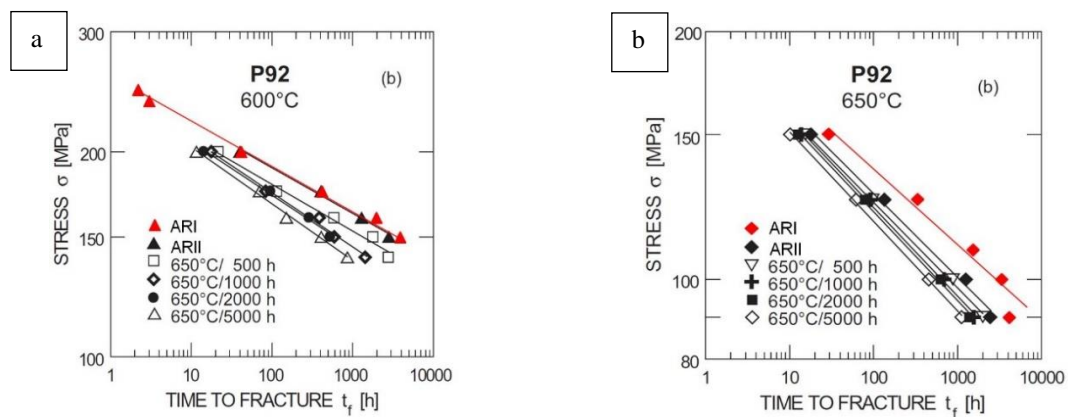 a
300
200
150
100
STRESS σ [MPa]
P92
600°C
(b)
ARI
ARII
650°C/ 500 h
650°C/1000 h
650°C/2000 h
650°C/5000 h
1 10 100 1000 10000
TIME TO FRACTURE tf [h]
b
200
150
100
80
STRESS σ [MPa]
P92
650°C
(b)
ARI
ARII
650°C/ 500 h
650°C/1000 h
650°C/2000 h
650°C/5000 h
1 10 100 1000 10000
TIME TO FRACTURE tf [h]